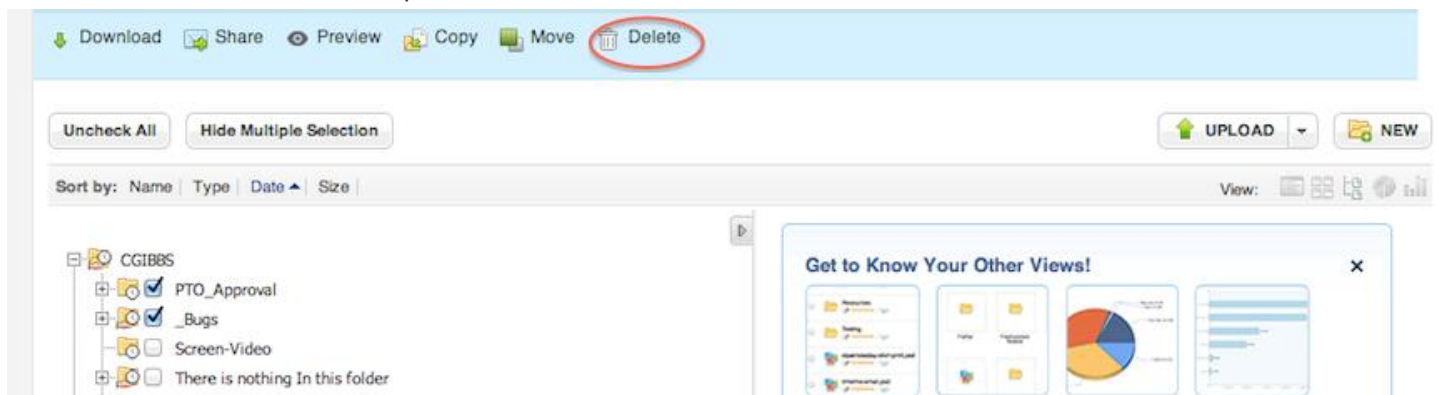 Download Share Preview Copy Move Delete
Uncheck All Hide Multiple Selection UPLOAD NEW
Sort by: Name Type Date Size View:
CGIBBS
PTO_Approval
_Bugs
Screen-Video
There is nothing In this folder
Get to Know Your Other Views!